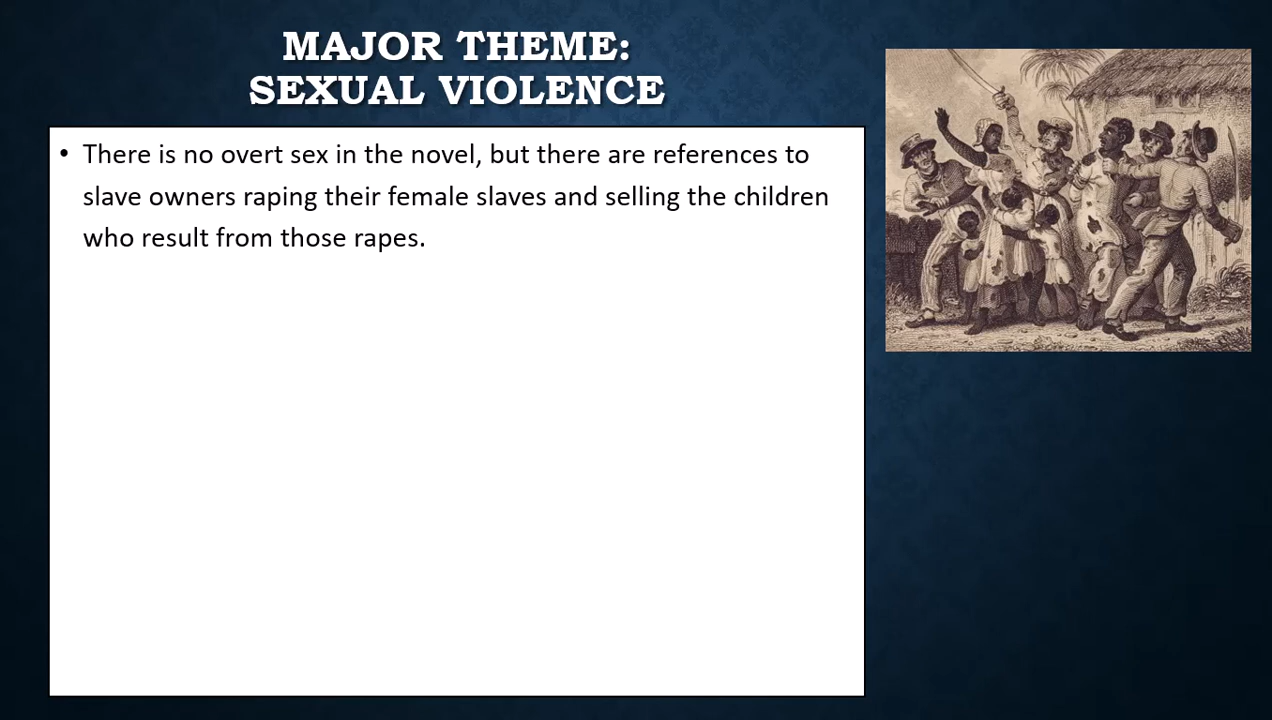 MAJOR THEME:
SEXUAL VIOLENCE
• There is no overt sex in the novel, but there are references to
slave owners raping their female slaves and selling the children
who result from those rapes.